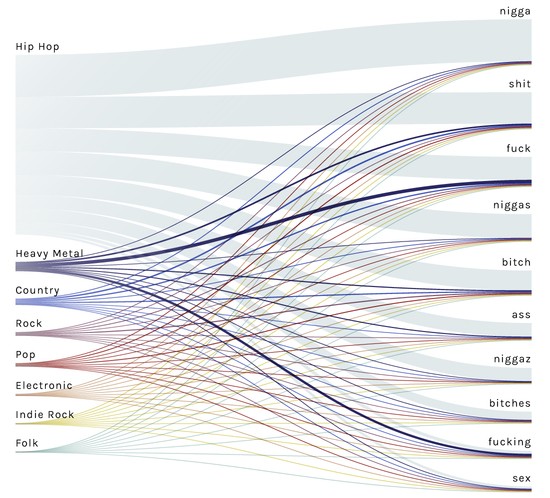 Hip Hop
Heavy Metal
Country
Rock
Pop
Electronic
Indie Rock
Folk
nigga
shit
fuck
niggas
bitch
ass
niggaz
bitches
fucking
sex